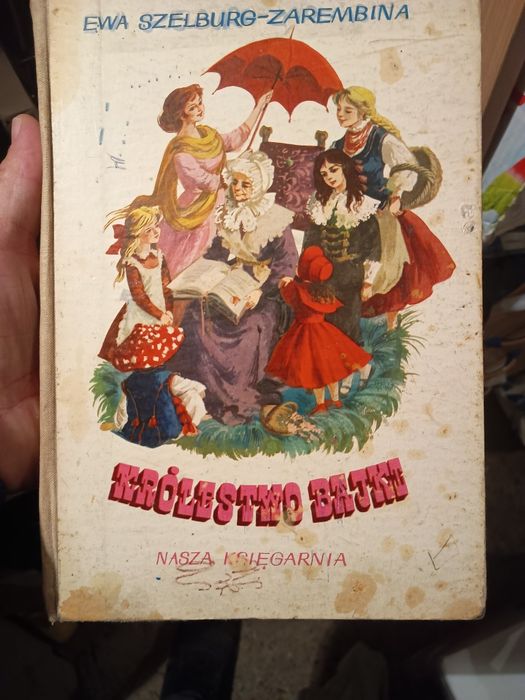 EWA SZELBURG-ZAREMBINA
KRÓLESTWO BAJKI
NASZA KSIĘGARNIA